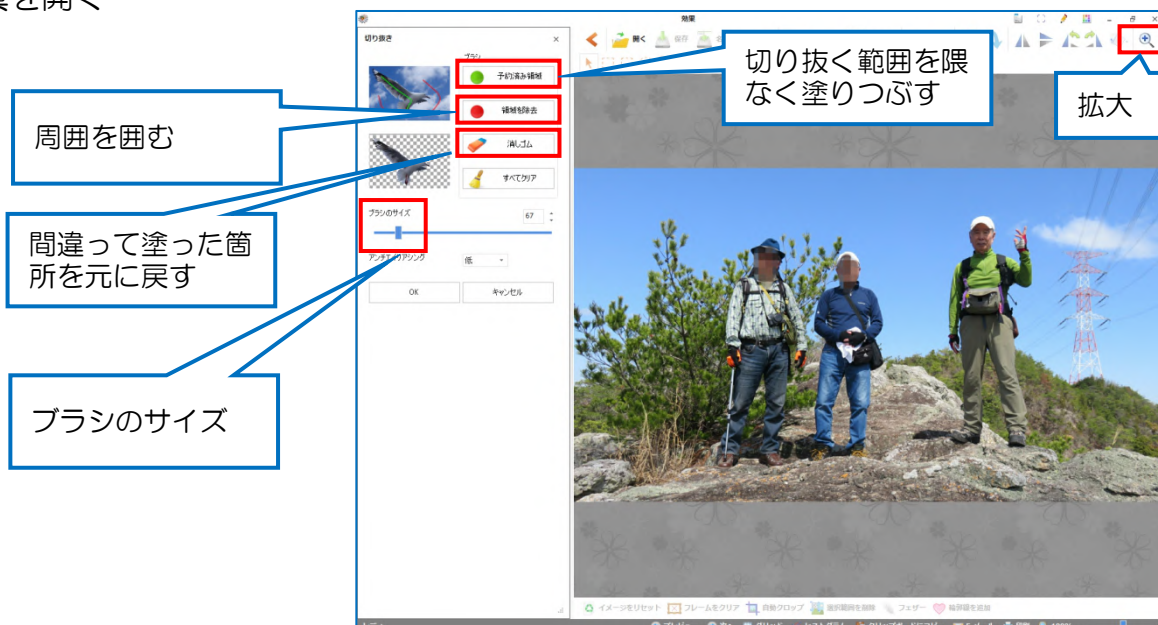 を開く
効果
切り抜き
ブラシ
予約済み領域
領域を除去
消しゴム
すべてクリア
ブラシのサイズ
67
アンチエイリアシング
低
OK
キャンセル
開く
保存
切り抜く範囲を隈
なく塗りつぶす
拡大
周囲を囲む
間違って塗った箇
所を元に戻す
ブラシのサイズ
イメージをリセット
フレームをクリア
自動クロップ
選択範囲を削除
フェザー
輪郭線を追加
100%